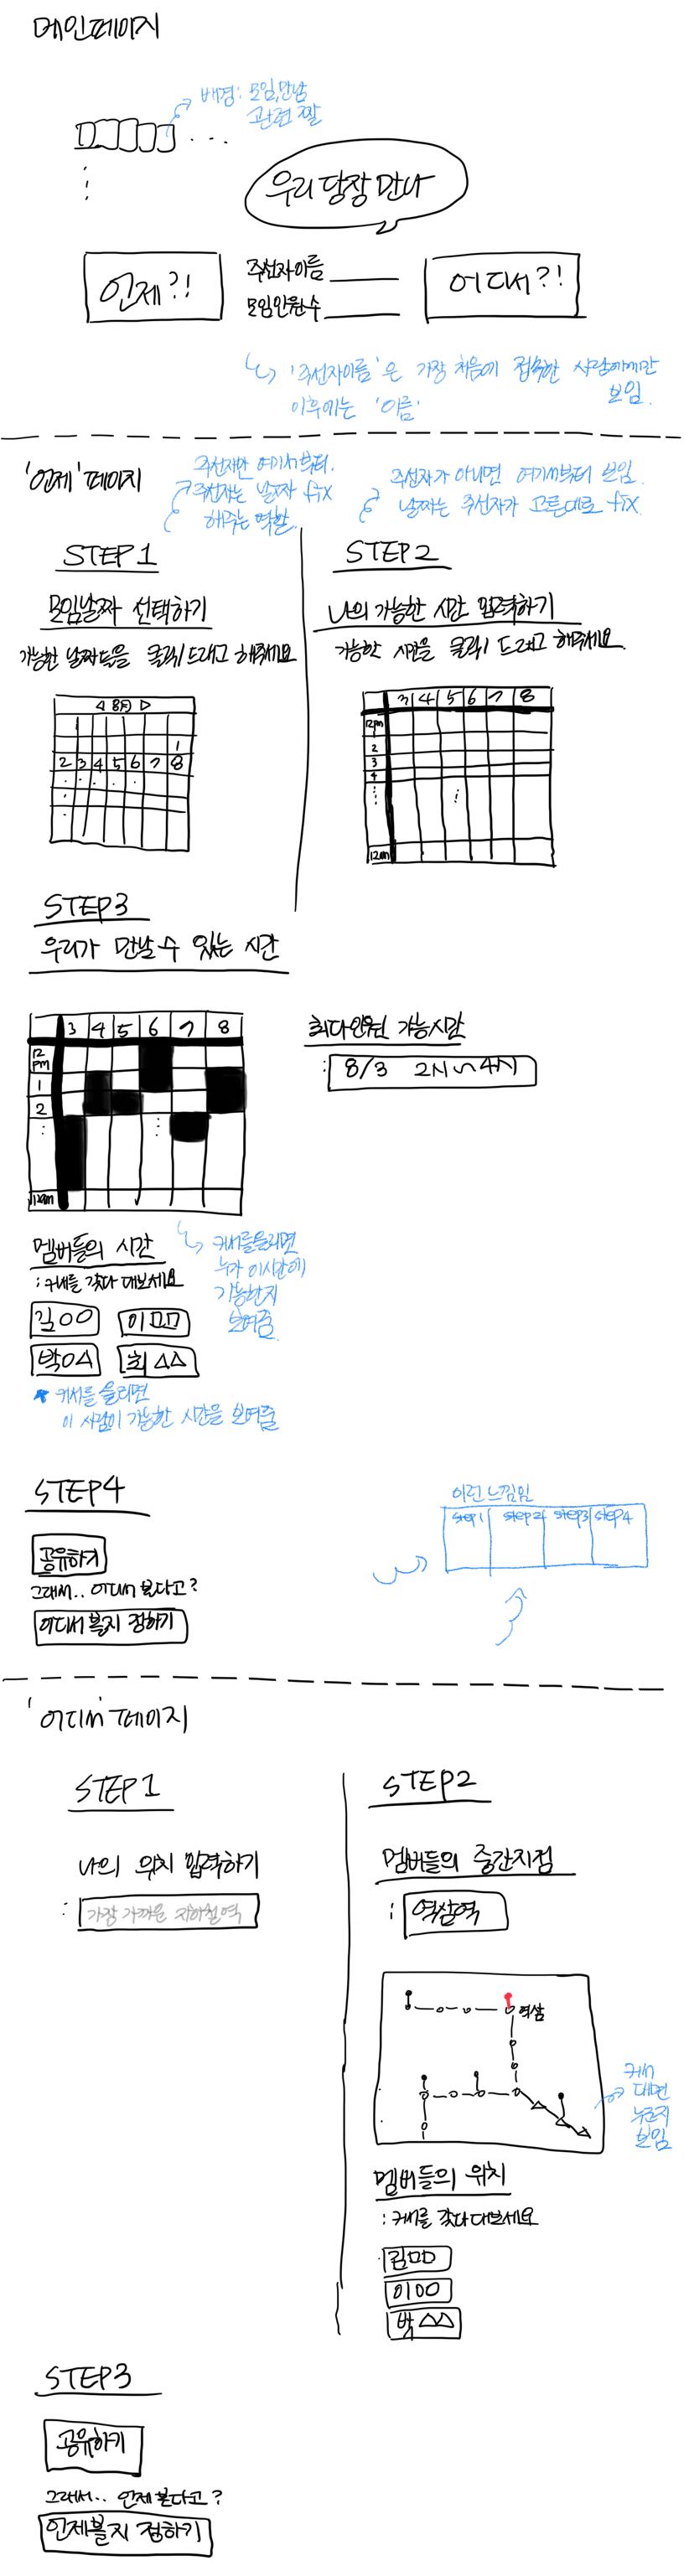 메인페이지
배경: 모임, 만남
관련 짤
우리 당장 만나
언제?!
주선자이름
모임인원수
어디서?!
'주선자이름'은 가장 처음에 접속한 사람에게만
보임.
이후에는 '이름'
'언제' 페이지
주선자만 여기서부터.
주선자는 날짜 fix
해주는 역할.
주선자가 아니면 여기서부터 보임.
날짜는 주선자가 고른대로 fix.
STEP1
모임날짜 선택하기
가능한 날짜들을 클릭/드래그 해주세요
◁ 8월 ▷
1
2 3 4 5 6 7 8
STEP2
나의 가능한 시간 입력하기
가능한 시간을 클릭/드래그 해주세요.
3 4 5 6 7 8
12pm
1
2
3
4
12am
STEP3
우리가 만날 수 있는 시간
3 4 5 6 7 8
12
PM
1
2
12am
최다인원 가능시간
: 8/3 2시~4시
멤버들의 시간
: 커서를 갖다 대보세요
김○○
이□□
박○△
최△△
커서를올리면
누가 이시간에
가능한지
보여줌
★ 커서를 올리면
이 사람이 가능한 시간을 보여줌
STEP4
공유하기
그래서.. 어디서 본다고?
어디서 볼지 정하기
이런느낌임
step1 step2 step3 step4
'어디서' 페이지
STEP1
나의 위치 입력하기
: 가장 가까운 지하철역
STEP2
멤버들의 중간지점
: 역삼역
역삼
커서
대면
누군지
보임
멤버들의 위치
: 커서를 갖다대보세요
김□□
이○○
박△△
STEP3
공유하기
그래서.. 언제 본다고?
언제볼지 정하기